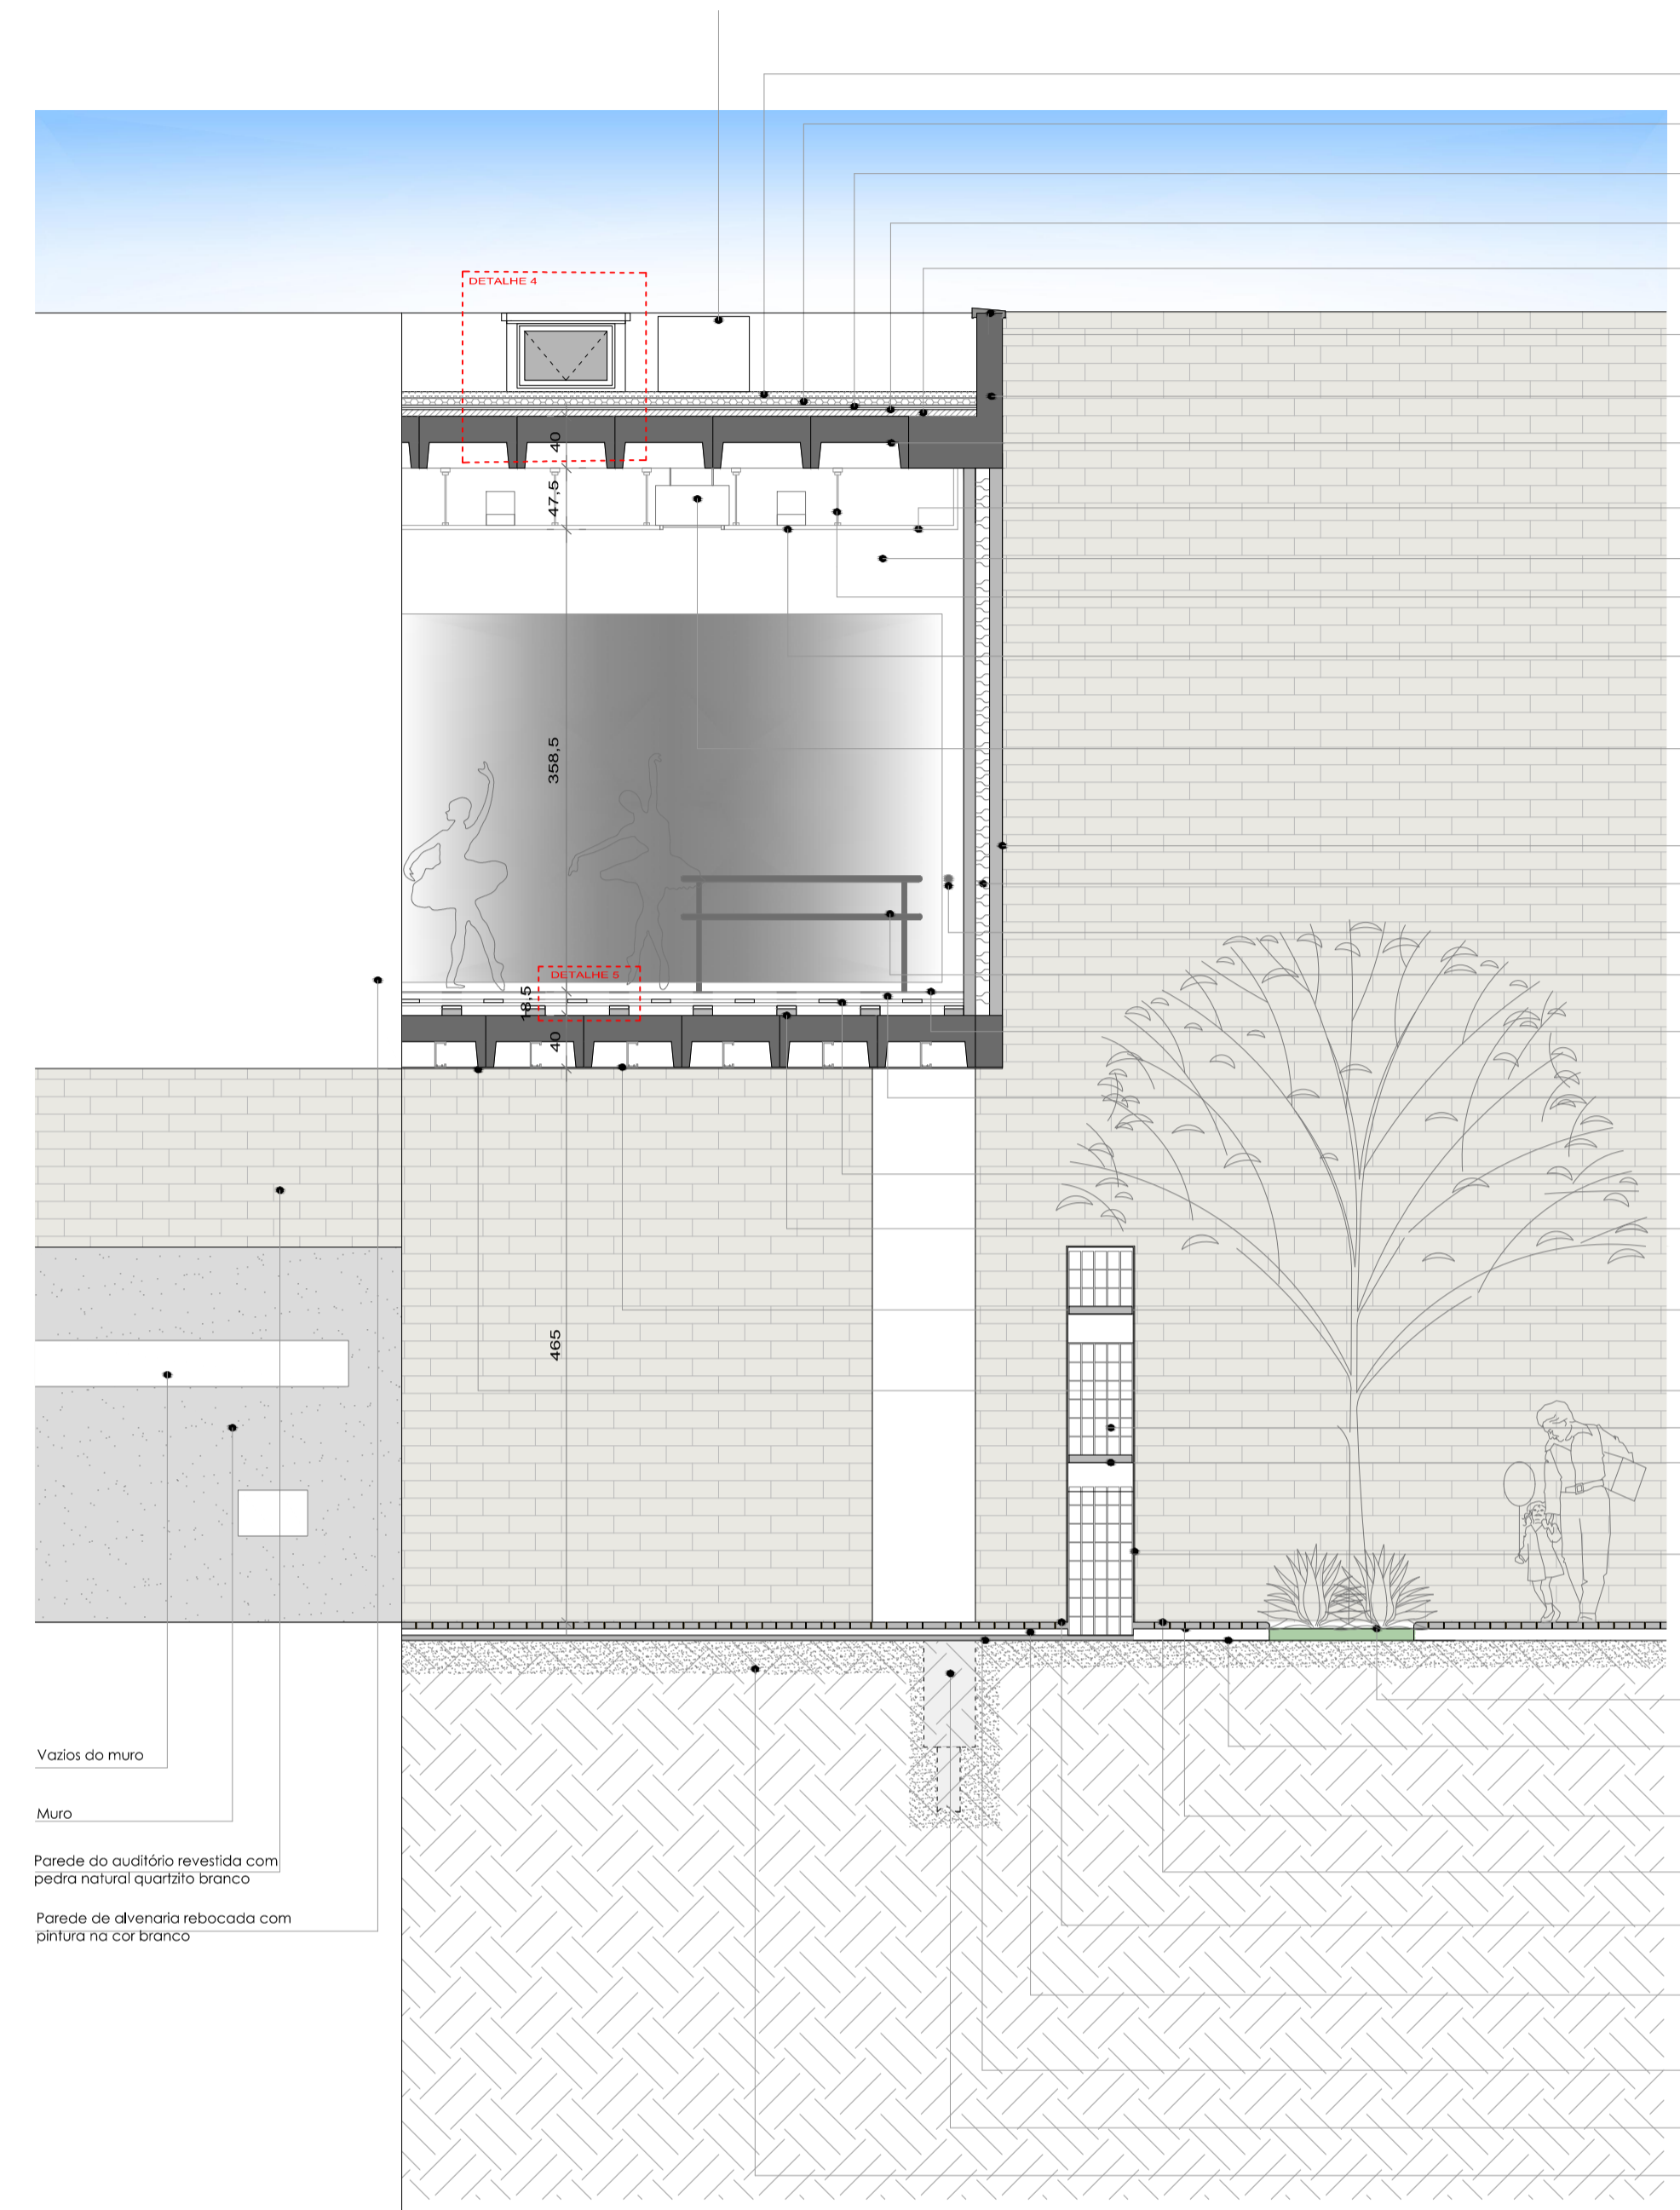 DETALHE 4
40
47,5
358,5
DETALHE 5
18,5
40
465
Vazios do muro
Muro
Parede do auditório revestida com
pedra natural quartzito branco
Parede de alvenaria rebocada com
pintura na cor branco